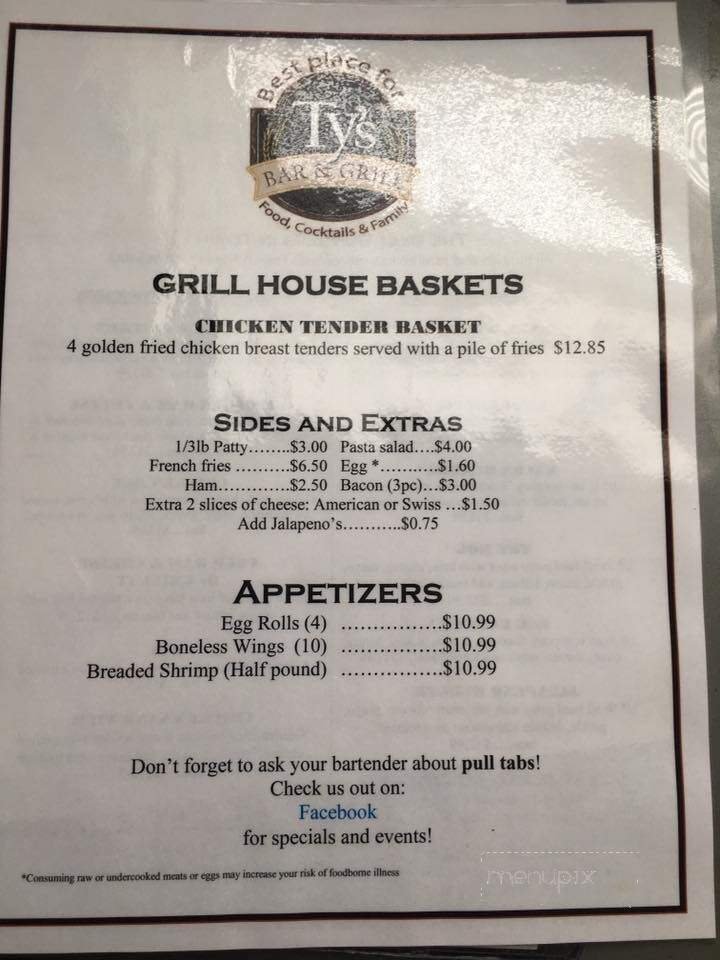 Best place for
Ty's
BAR & GRILL
Food, Cocktails & Family
GRILL HOUSE BASKETS
CHICKEN TENDER BASKET
4 golden fried chicken breast tenders served with a pile of fries $12.85
SIDES AND EXTRAS
1/3lb Patty........$3.00 Pasta salad....$4.00
French fries .........$6.50 Egg *...........$1.60
Ham.............$2.50 Bacon (3pc)...$3.00
Extra 2 slices of cheese: American or Swiss ...$1.50
Add Jalapeno's...........$0.75
APPETIZERS
Egg Rolls (4) .................$10.99
Boneless Wings (10) .................$10.99
Breaded Shrimp (Half pound) .................$10.99
Don't forget to ask your bartender about pull tabs!
Check us out on:
Facebook
for specials and events!
*Consuming raw or undercooked meats or eggs may increase your risk of foodborne illness
menupix